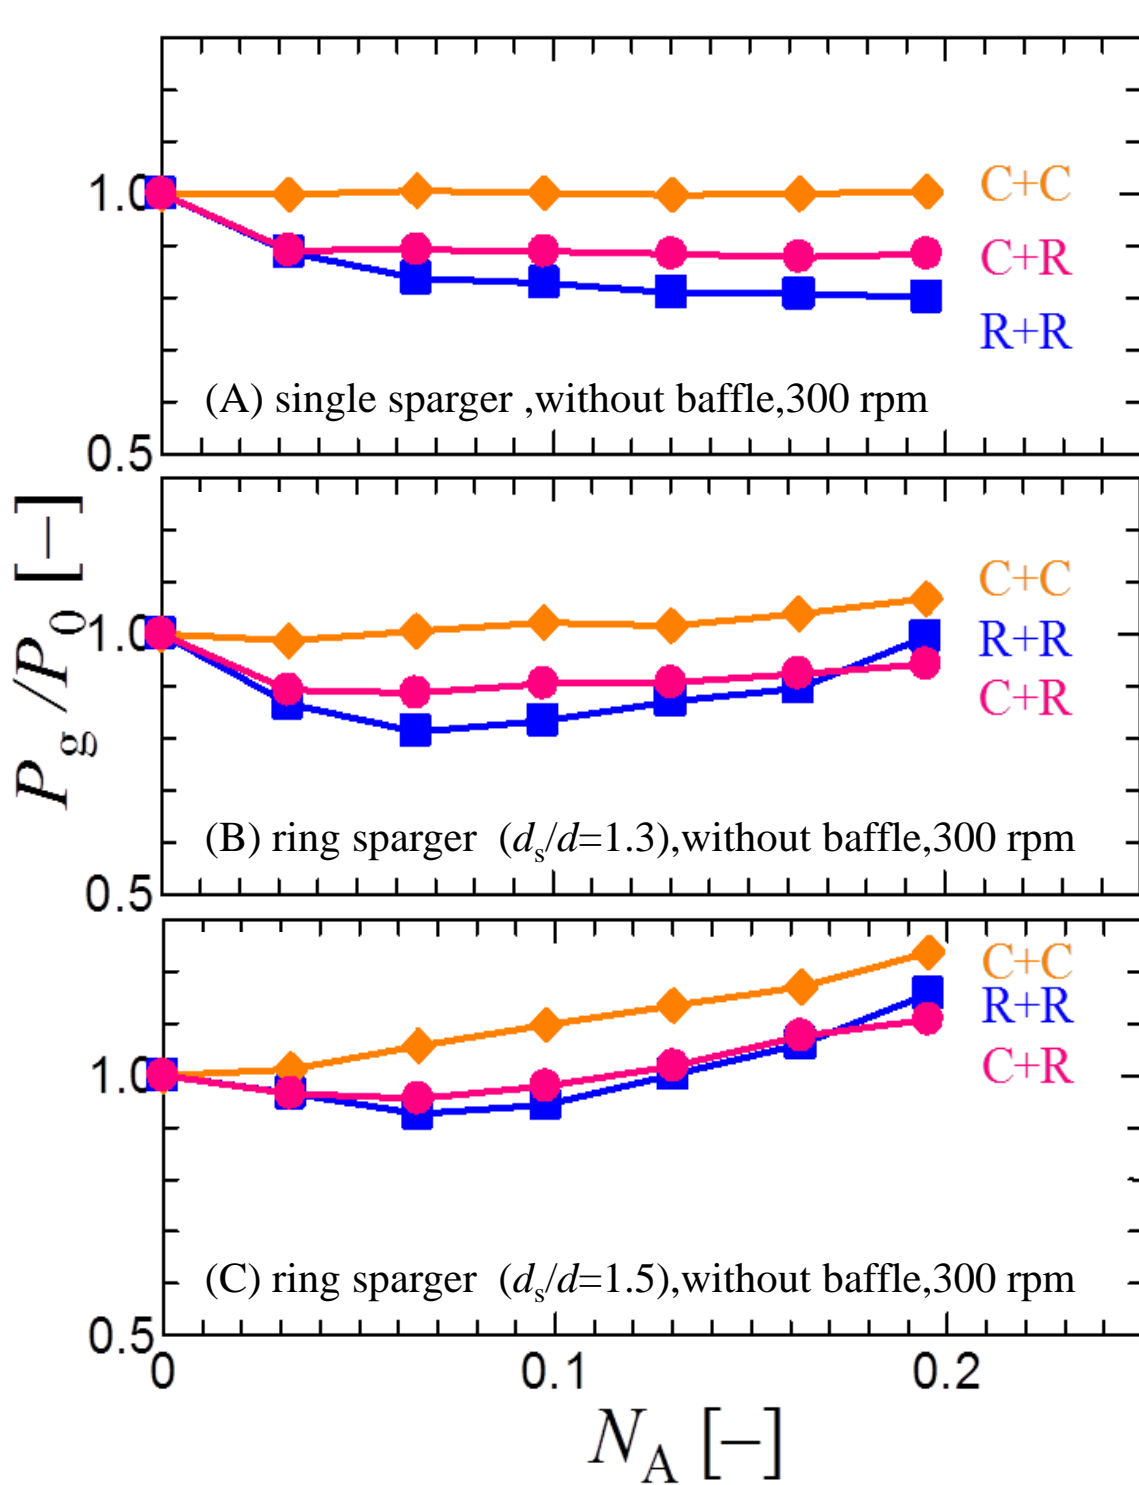 1.0
C+C
C+R
R+R
(A) single sparger ,without baffle,300 rpm
0.5
Pg/P0 [−]
1.0
C+C
R+R
C+R
(B) ring sparger (ds/d=1.3),without baffle,300 rpm
0.5
1.0
C+C
R+R
C+R
(C) ring sparger (ds/d=1.5),without baffle,300 rpm
0.5
0 0.1 0.2
NA [−]